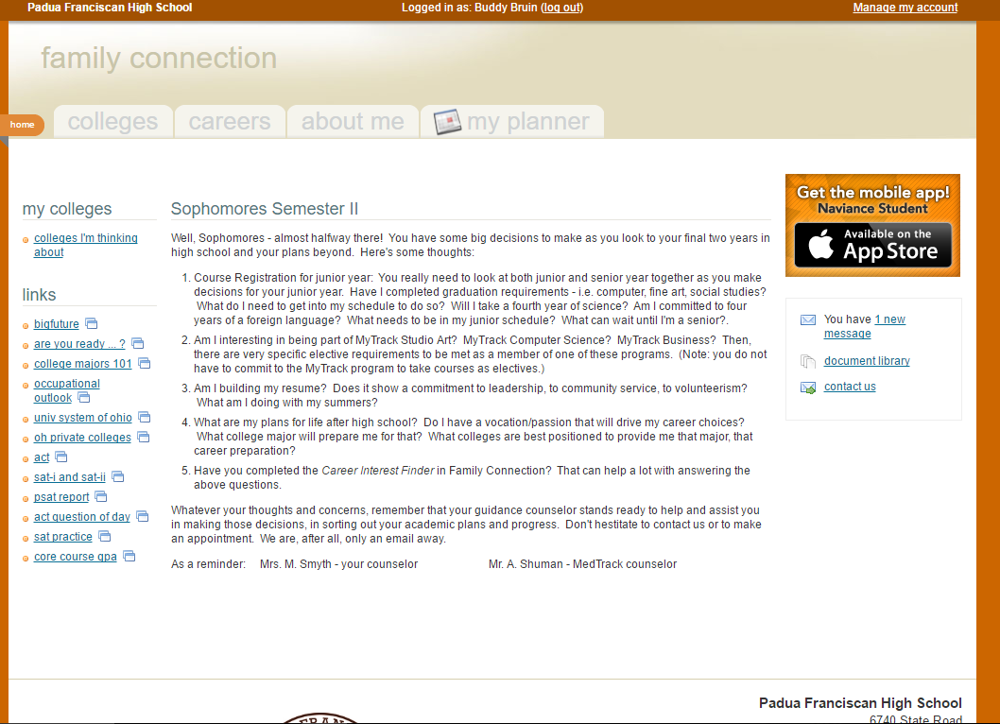 Padua Franciscan High School
Logged in as: Buddy Bruin (log out)
Manage my account
family connection
home
colleges
careers
about me
my planner
my colleges
colleges I'm thinking
about
links
bigfuture
are you ready ... ?
college majors 101
occupational
outlook
univ system of ohio
oh private colleges
act
sat-i and sat-ii
psat report
act question of day
sat practice
core course gpa
Sophomores Semester II
Well, Sophomores - almost halfway there! You have some big decisions to make as you look to your final two years in
high school and your plans beyond. Here's some thoughts:
1. Course Registration for junior year: You really need to look at both junior and senior year together as you make
decisions for your junior year. Have I completed graduation requirements - i.e. computer, fine art, social studies?
What do I need to get into my schedule to do so? Will I take a fourth year of science? Am I committed to four
years of a foreign language? What needs to be in my junior schedule? What can wait until I'm a senior?.
2. Am I interesting in being part of MyTrack Studio Art? MyTrack Computer Science? MyTrack Business? Then,
there are very specific elective requirements to be met as a member of one of these programs. (Note: you do not
have to commit to the MyTrack program to take courses as electives.)
3. Am I building my resume? Does it show a commitment to leadership, to community service, to volunteerism?
What am I doing with my summers?
4. What are my plans for life after high school? Do I have a vocation/passion that will drive my career choices?
What college major will prepare me for that? What colleges are best positioned to provide me that major, that
career preparation?
5. Have you completed the Career Interest Finder in Family Connection? That can help a lot with answering the
above questions.
Whatever your thoughts and concerns, remember that your guidance counselor stands ready to help and assist you
in making those decisions, in sorting out your academic plans and progress. Don't hestitate to contact us or to make
an appointment. We are, after all, only an email away.
As a reminder: Mrs. M. Smyth - your counselor Mr. A. Shuman - MedTrack counselor
Get the mobile app!
Naviance Student
Available on the
App Store
You have 1 new
message
document library
contact us
Padua Franciscan High School
6740 State Road